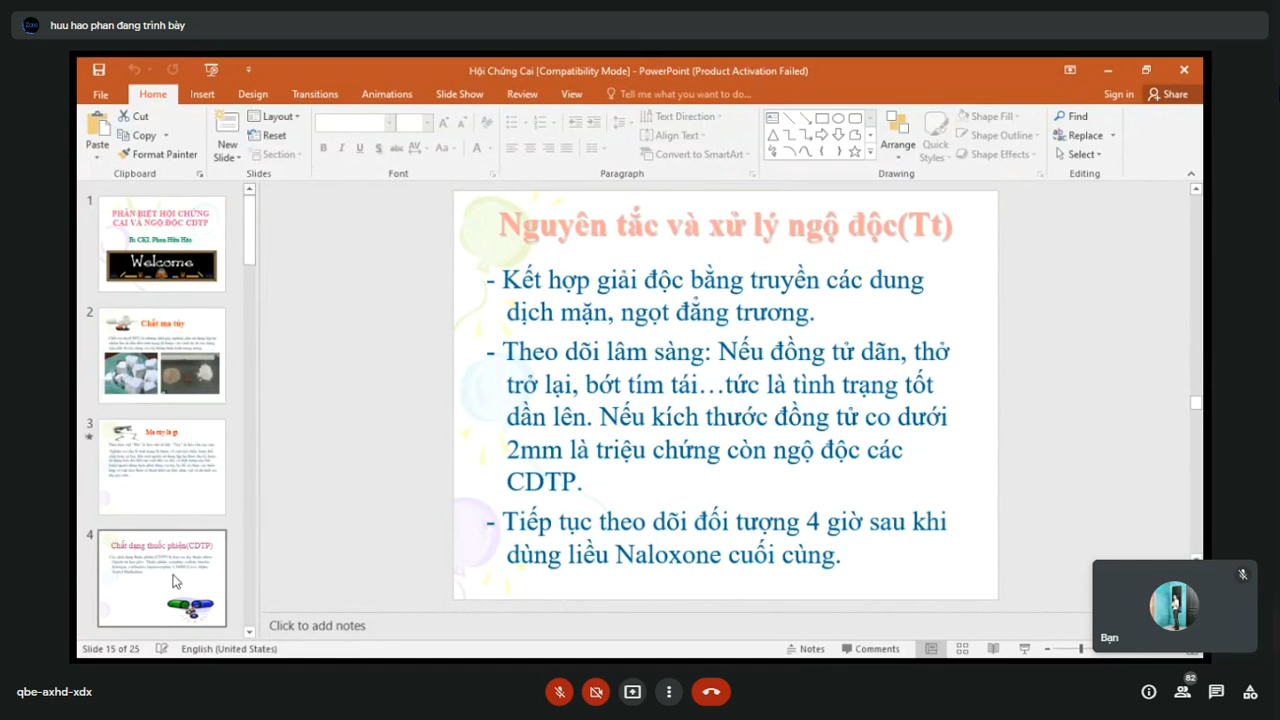 huu hao phan đang trình bày
Hội Chứng Cai [Compatibility Mode] - PowerPoint (Product Activation Failed)
File Home Insert Design Transitions Animations Slide Show Review View Tell me what you want to do... Sign in Share
Paste
Cut
Copy
Format Painter
Clipboard
New Slide
Layout
Reset
Section
Slides
Font
Text Direction
Align Text
Convert to SmartArt
Paragraph
Arrange
Quick Styles
Shape Fill
Shape Outline
Shape Effects
Drawing
Find
Replace
Select
Editing
1
PHÂN BIỆT HỘI CHỨNG
CAI VÀ NGỘ ĐỘC CDTP
Bs CKI. Phan Hữu Hào
Welcome
2
Chất ma túy
3
Ma túy là gì
4
Chất dạng thuốc phiện(CDTP)
Nguyên tắc và xử lý ngộ độc(Tt)
- Kết hợp giải độc bằng truyền các dung
dịch mặn, ngọt đẳng trương.
- Theo dõi lâm sàng: Nếu đồng tử dãn, thở
trở lại, bớt tím tái…tức là tình trạng tốt
dần lên. Nếu kích thước đồng tử co dưới
2mm là triệu chứng còn ngộ độc các
CDTP.
- Tiếp tục theo dõi đối tượng 4 giờ sau khi
dùng liều Naloxone cuối cùng.
Click to add notes
Slide 15 of 25 English (United States) Notes Comments
Bạn
qbe-axhd-xdx
82